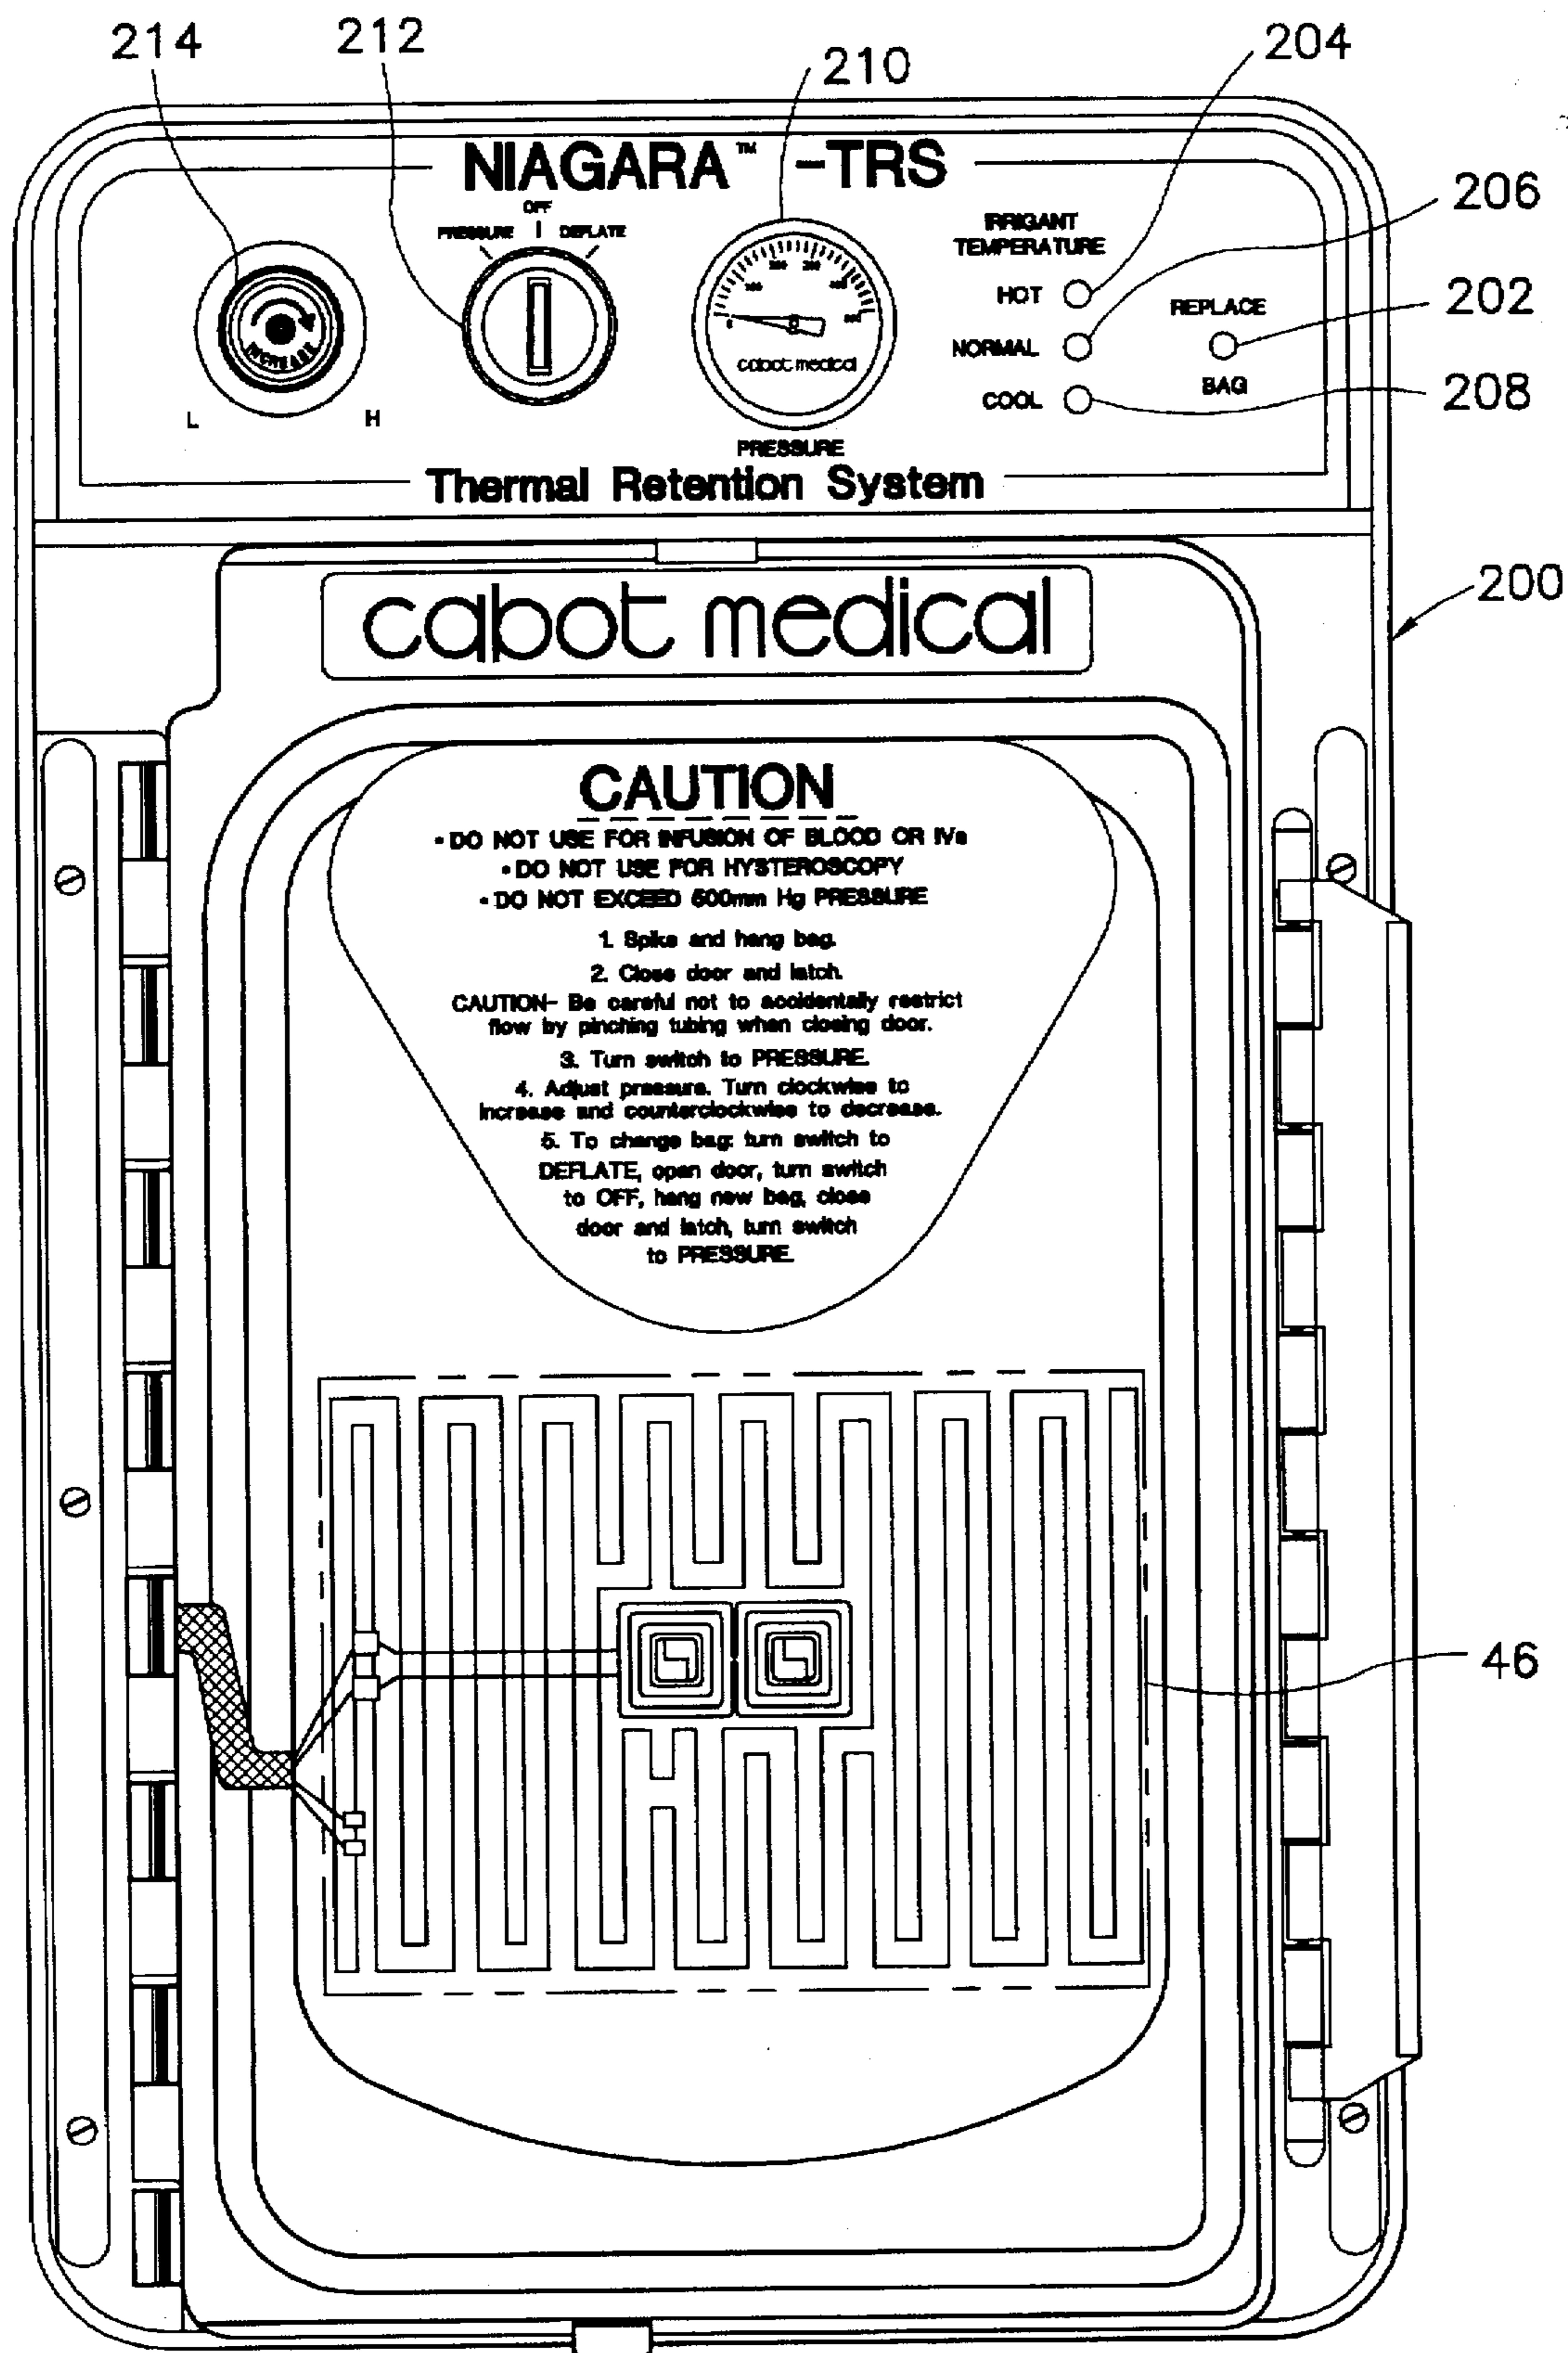 214
212
210
204
NIAGARA™ -TRS
206
OFF
PRESSURE
DEFLATE
IRRIGANT
TEMPERATURE
HOT
REPLACE
202
NORMAL
INCREASE
0
100
200
cabot medical
COOL
BAG
208
L
H
PRESSURE
Thermal Retention System
200
cabot medical
CAUTION
• DO NOT USE FOR INFUSION OF BLOOD OR IVs
• DO NOT USE FOR HYSTEROSCOPY
• DO NOT EXCEED 500mm Hg PRESSURE
1. Spike and hang bag.
2. Close door and latch.
CAUTION- Be careful not to accidentally restrict
flow by pinching tubing when closing door.
3. Turn switch to PRESSURE.
4. Adjust pressure. Turn clockwise to
increase and counterclockwise to decrease.
5. To change bag: turn switch to
DEFLATE, open door, turn switch
to OFF, hang new bag, close
door and latch, turn switch
to PRESSURE.
46